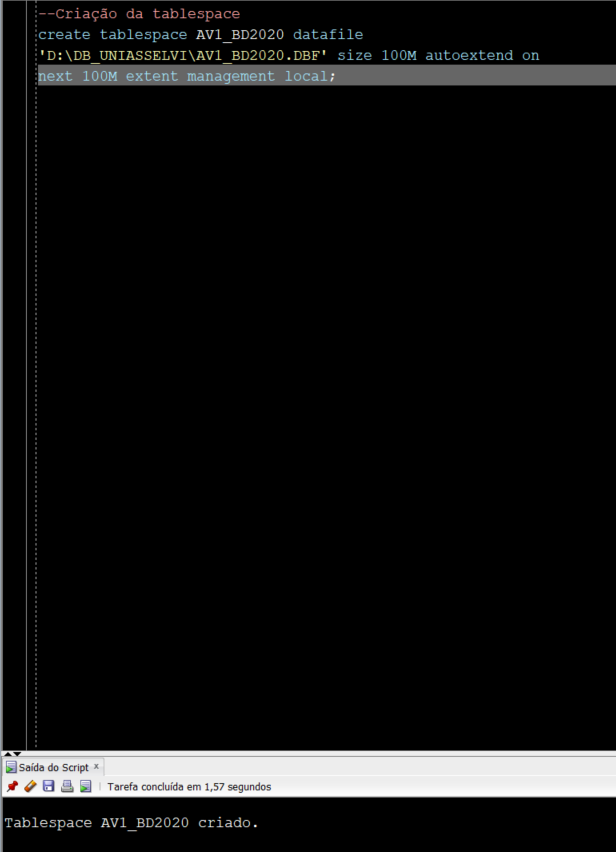 --Criação da tablespace
create tablespace AV1_BD2020 datafile
'D:\DB_UNIASSELVI\AV1_BD2020.DBF' size 100M autoextend on
next 100M extent management local;
Saída do Script ×
Tarefa concluída em 1,57 segundos
Tablespace AV1_BD2020 criado.